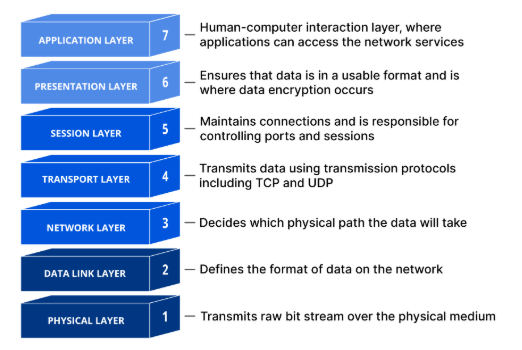 APPLICATION LAYER 7 — Human-computer interaction layer, where
applications can access the network services
PRESENTATION LAYER 6 — Ensures that data is in a usable format and is
where data encryption occurs
SESSION LAYER 5 — Maintains connections and is responsible for
controlling ports and sessions
TRANSPORT LAYER 4 — Transmits data using transmission protocols
including TCP and UDP
NETWORK LAYER 3 — Decides which physical path the data will take
DATA LINK LAYER 2 — Defines the format of data on the network
PHYSICAL LAYER 1 — Transmits raw bit stream over the physical medium